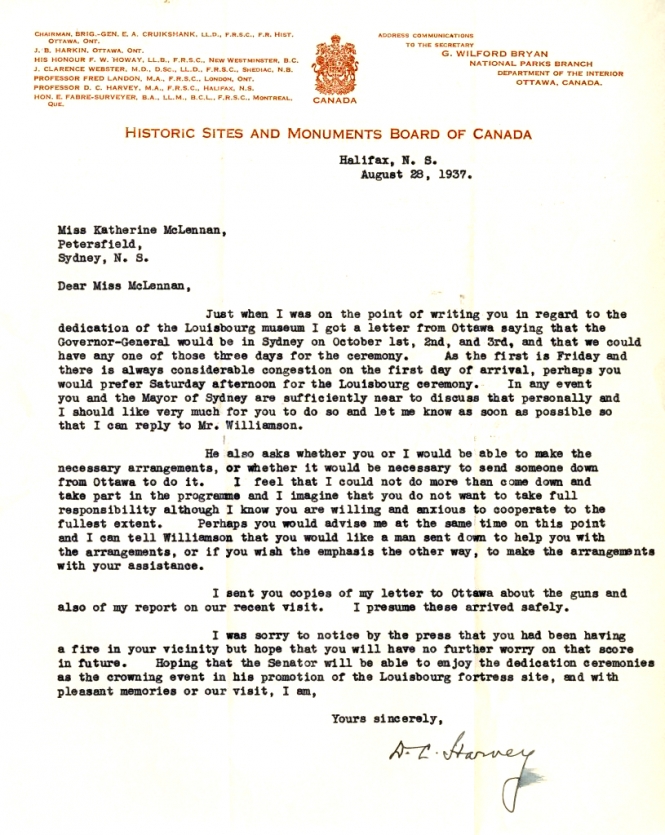 CHAIRMAN, BRIG.-GEN. E. A. CRUIKSHANK, LL.D., F.R.S.C., F.R. HIST.
OTTAWA, ONT.
J. B. HARKIN, OTTAWA, ONT.
HIS HONOUR F. W. HOWAY, LL.B., F.R.S.C., NEW WESTMINSTER, B.C.
J. CLARENCE WEBSTER, M.D., D.SC., LL.D., F.R.S.C., SHEDIAC, N.B.
PROFESSOR FRED LANDON, M.A., F.R.S.C., LONDON, ONT.
PROFESSOR D. C. HARVEY, M.A., F.R.S.C., HALIFAX, N.S.
HON. E. FABRE-SURVEYER, B.A., LL.M., B.C.L., F.R.S.C., MONTREAL,
QUE.
CANADA
ADDRESS COMMUNICATIONS
TO THE SECRETARY
G. WILFORD BRYAN
NATIONAL PARKS BRANCH
DEPARTMENT OF THE INTERIOR
OTTAWA, CANADA.
HISTORIC SITES AND MONUMENTS BOARD OF CANADA
Halifax, N. S.
August 28, 1937.
Miss Katherine McLennan,
Petersfield,
Sydney, N. S.
Dear Miss McLennan,
Just when I was on the point of writing you in regard to the
dedication of the Louisbourg museum I got a letter from Ottawa saying that the
Governor-General would be in Sydney on October 1st, 2nd, and 3rd, and that we could
have any one of those three days for the ceremony. As the first is Friday and
there is always considerable congestion on the first day of arrival, perhaps you
would prefer Saturday afternoon for the Louisbourg ceremony. In any event
you and the Mayor of Sydney are sufficiently near to discuss that personally and
I should like very much for you to do so and let me know as soon as possible so
that I can reply to Mr. Williamson.
He also asks whether you or I would be able to make the
necessary arrangements, or whether it would be necessary to send someone down
from Ottawa to do it. I feel that I could not do more than come down and
take part in the programme and I imagine that you do not want to take full
responsibility although I know you are willing and anxious to cooperate to the
fullest extent. Perhaps you would advise me at the same time on this point
and I can tell Williamson that you would like a man sent down to help you with
the arrangements, or if you wish the emphasis the other way, to make the arrangements
with your assistance.
I sent you copies of my letter to Ottawa about the guns and
also of my report on our recent visit. I presume these arrived safely.
I was sorry to notice by the press that you had been having
a fire in your vicinity but hope that you will have no further worry on that score
in future. Hoping that the Senator will be able to enjoy the dedication ceremonies
as the crowning event in his promotion of the Louisbourg fortress site, and with
pleasant memories or our visit, I am,
Yours sincerely,
D. C. Harvey